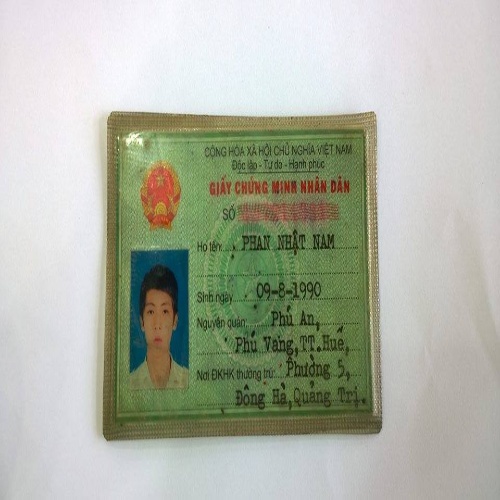 CỘNG HÒA XÃ HỘI CHỦ NGHĨA VIỆT NAM
Độc lập - Tự do - Hạnh phúc
GIẤY CHỨNG MINH NHÂN DÂN
SỐ
Họ tên: PHAN NHẬT NAM
Sinh ngày 09-8-1990
Nguyên quán: Phú An,
Phú Vang, TT.Huế,
Nơi ĐKHK thường trú: Phường 5,
Đông Hà, Quảng Trị.